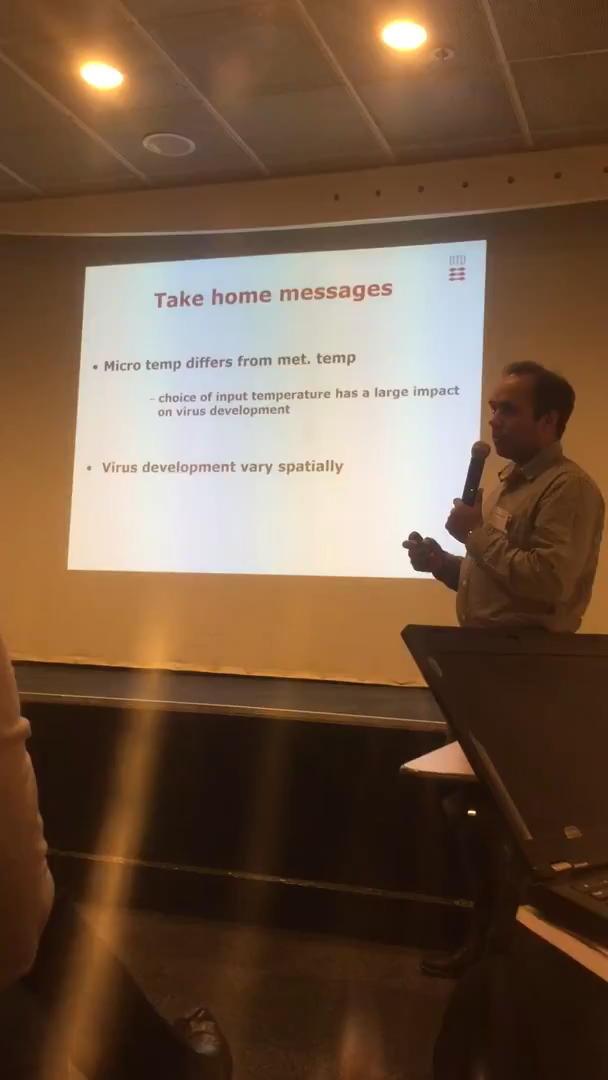 DTU
Take home messages
• Micro temp differs from met. temp
– choice of input temperature has a large impact
on virus development
• Virus development vary spatially